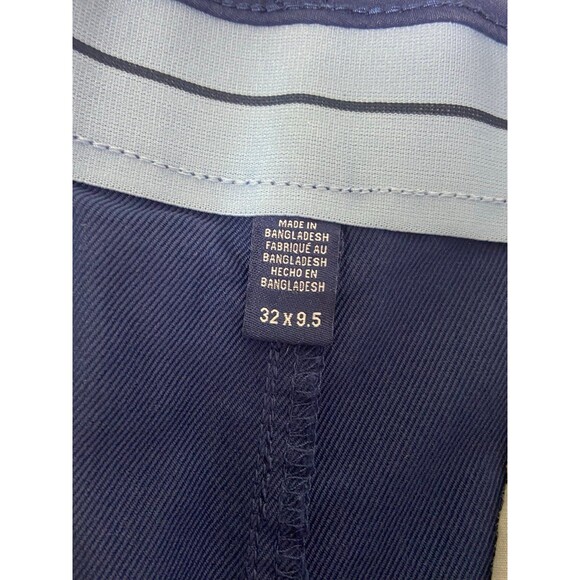 MADE IN
BANGLADESH
FABRIQUÉ AU
BANGLADESH
HECHO EN
BANGLADESH
32 X 9.5